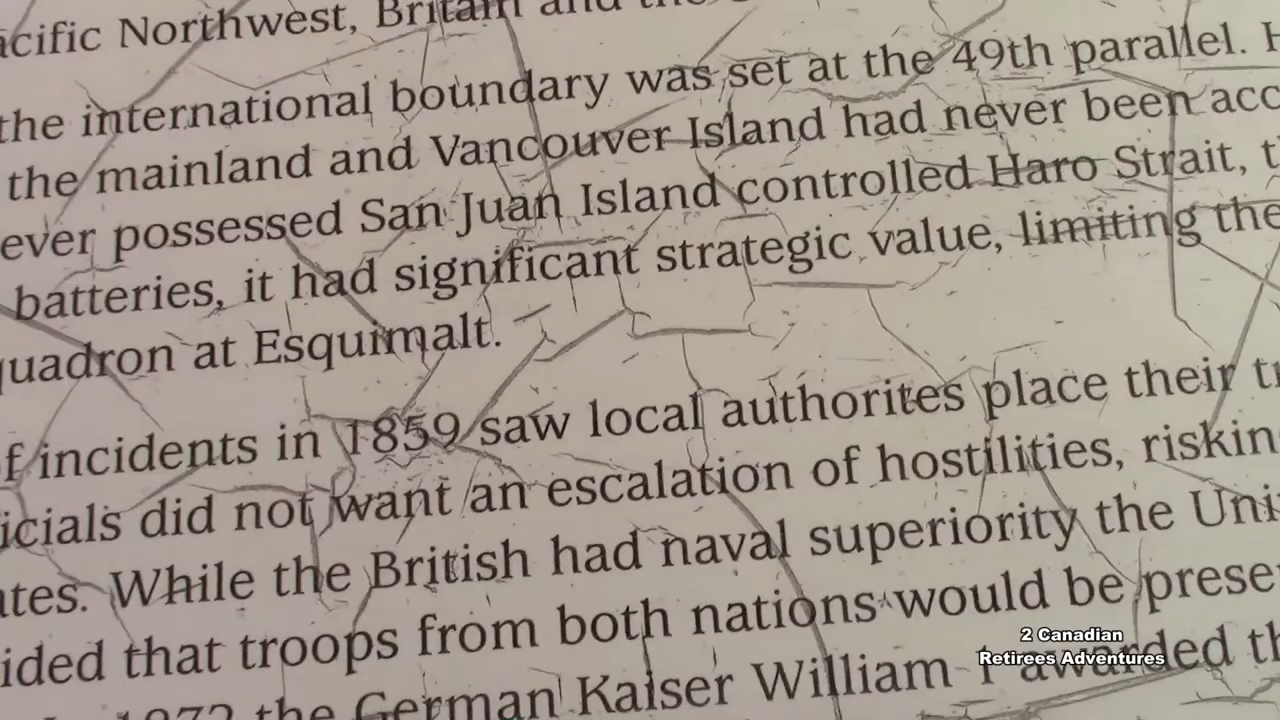 acific Northwest, Britain and the
the international boundary was set at the 49th parallel. H
the mainland and Vancouver Island had never been acc
ever possessed San Juan Island controlled Haro Strait, t
batteries, it had significant strategic value, limiting the
quadron at Esquimalt.
f incidents in 1859 saw local authorites place their tr
icials did not want an escalation of hostilities, riskin
ates. While the British had naval superiority the Uni
ided that troops from both nations would be prese
1872 the German Kaiser William I awarded th
2 Canadian
Retirees Adventures